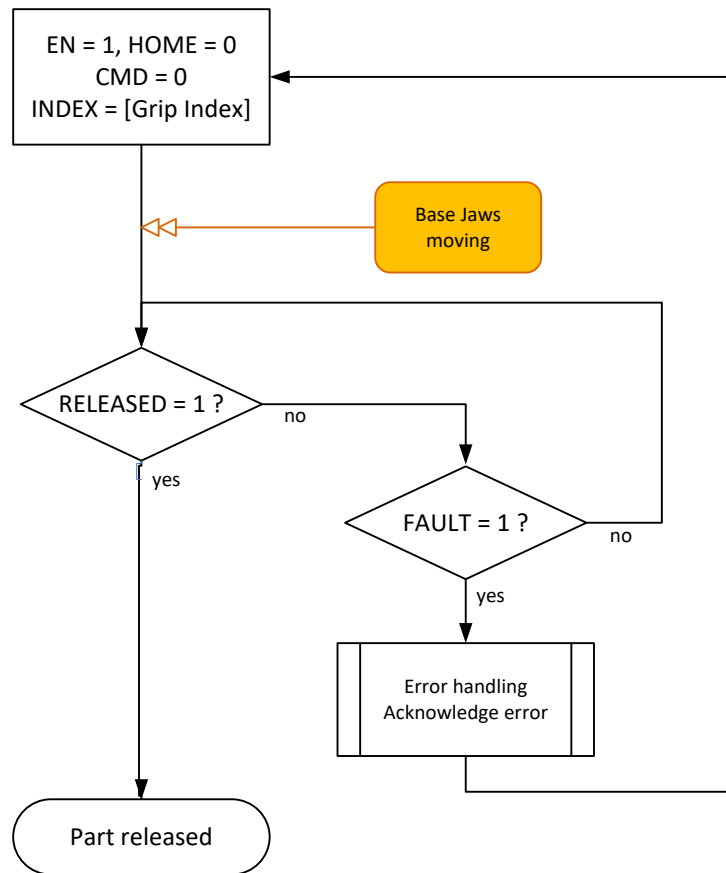 EN = 1, HOME = 0
CMD = 0
INDEX = [Grip Index]
Base Jaws
moving
RELEASED = 1 ?
no
yes
FAULT = 1 ?
no
yes
Error handling
Acknowledge error
Part released